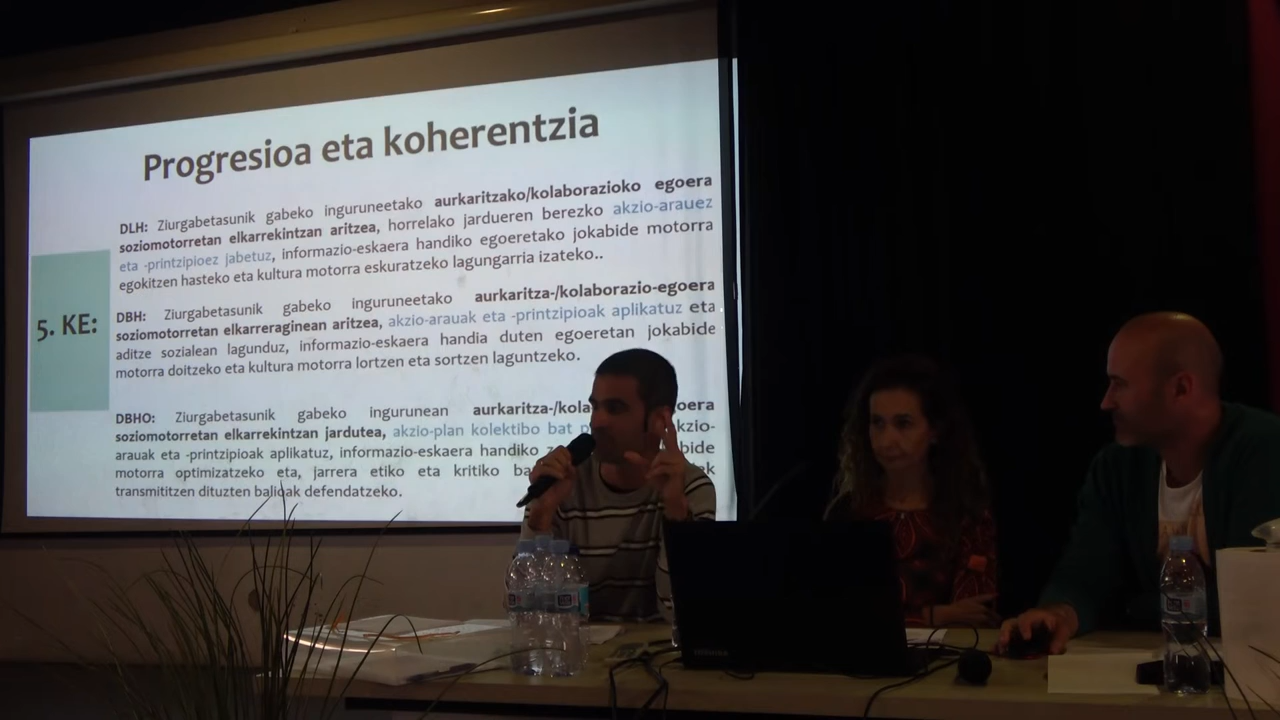 Progresioa eta koherentzia
DLH: Ziurgabetasunik gabeko inguruneetako aurkaritzako/kolaborazioko egoera
soziomotorretan elkarrekintzan aritzea, horrelako jardueren berezko akzio-arauez
eta -printzipioez jabetuz, informazio-eskaera handiko egoeretako jokabide motorra
egokitzen hasteko eta kultura motorra eskuratzeko lagungarria izateko..
5. KE:
DBH: Ziurgabetasunik gabeko inguruneetako aurkaritza-/kolaborazio-egoera
soziomotorretan elkarreraginean aritzea, akzio-arauak eta -printzipioak aplikatuz eta
aditze sozialean lagunduz, informazio-eskaera handia duten egoeretan jokabide
motorra doitzeko eta kultura motorra lortzen eta sortzen laguntzeko.
DBHO: Ziurgabetasunik gabeko ingurunean aurkaritza-/kola oera
soziomotorretan elkarrekintzan jardutea, akzio-plan kolektibo bat kzio-
arauak eta -printzipioak aplikatuz, informazio-eskaera handiko bide
motorra optimizatzeko eta, jarrera etiko eta kritiko ek
transmititzen dituzten balioak defendatzeko.